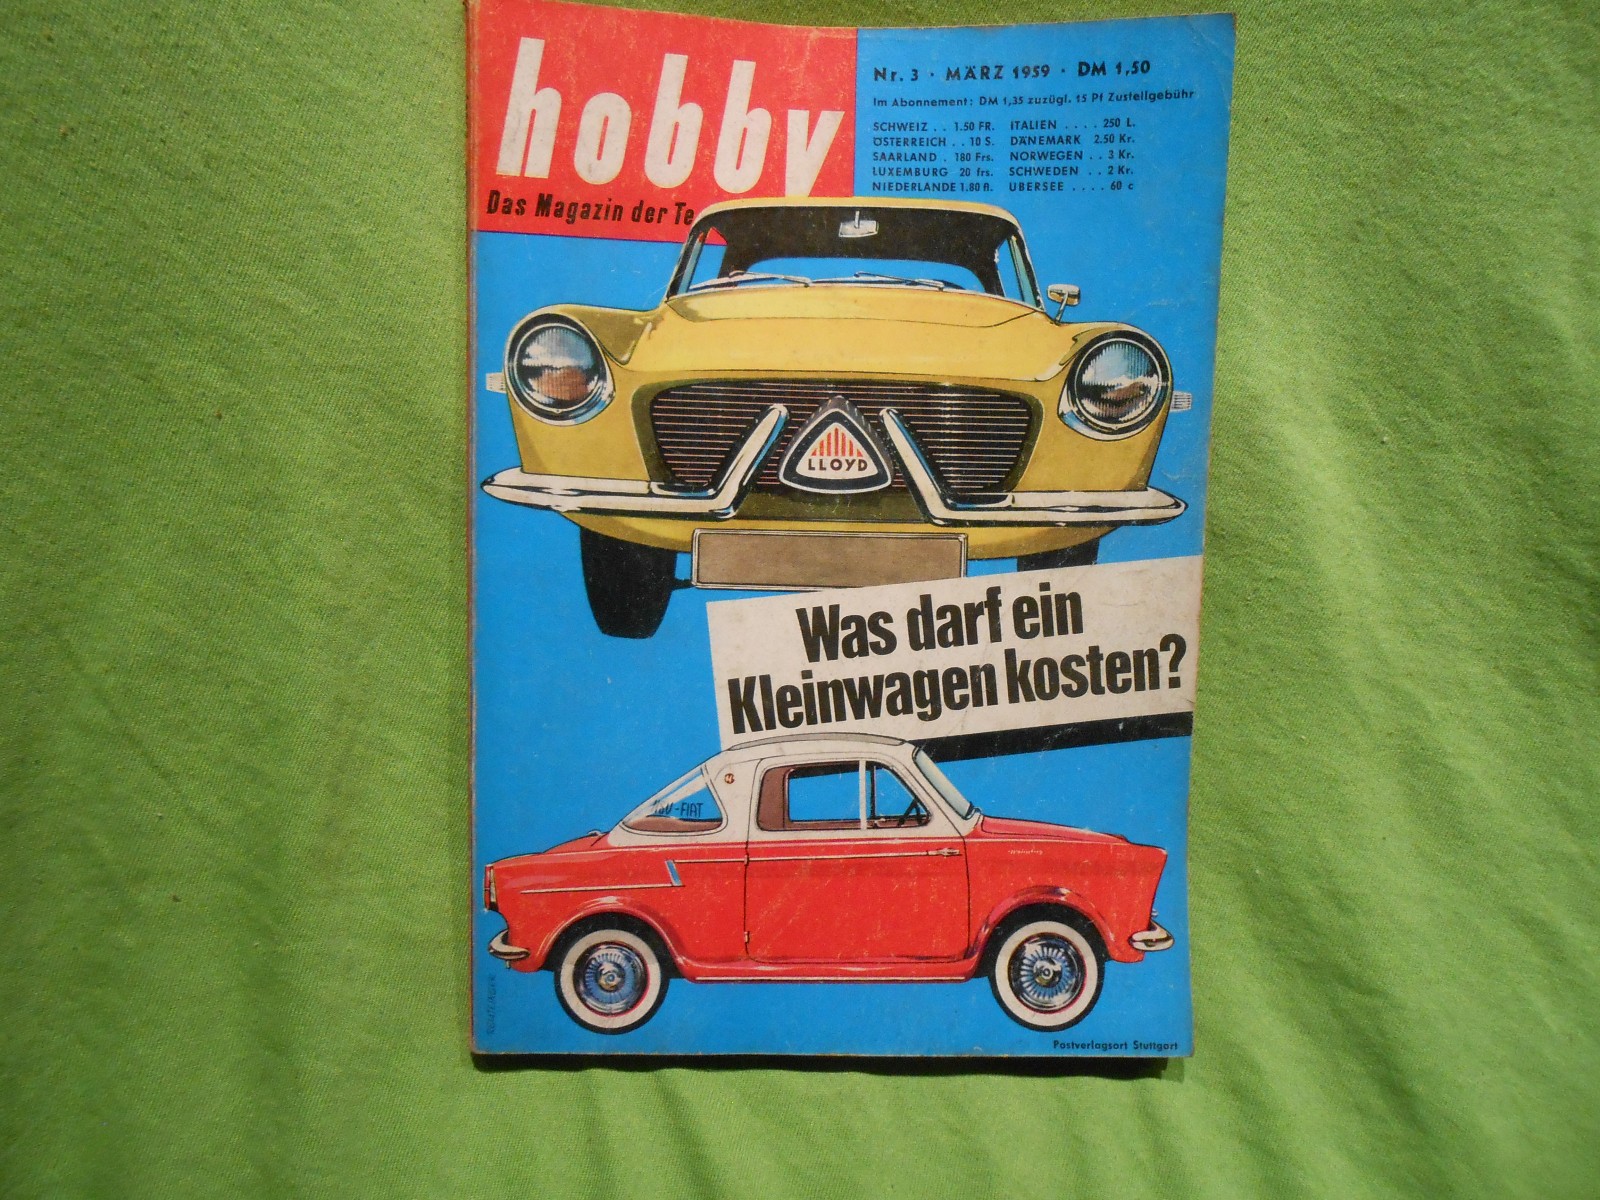 hobby
Das Magazin der Te
Nr. 3 · MÄRZ 1959 · DM 1,50
Im Abonnement: DM 1,35 zuzügl. 15 Pf Zustellgebühr
SCHWEIZ . . 1.50 FR. ITALIEN . . . . 250 L.
ÖSTERREICH . . 10 S. DÄNEMARK 2.50 Kr.
SAARLAND . 180 Frs. NORWEGEN . . 3 Kr.
LUXEMBURG 20 frs. SCHWEDEN . . 2 Kr.
NIEDERLANDE 1.80 fl. ÜBERSEE . . . . 60 c
LLOYD
Was darf ein
Kleinwagen kosten?
-FIAT
Postverlagsort Stuttgart